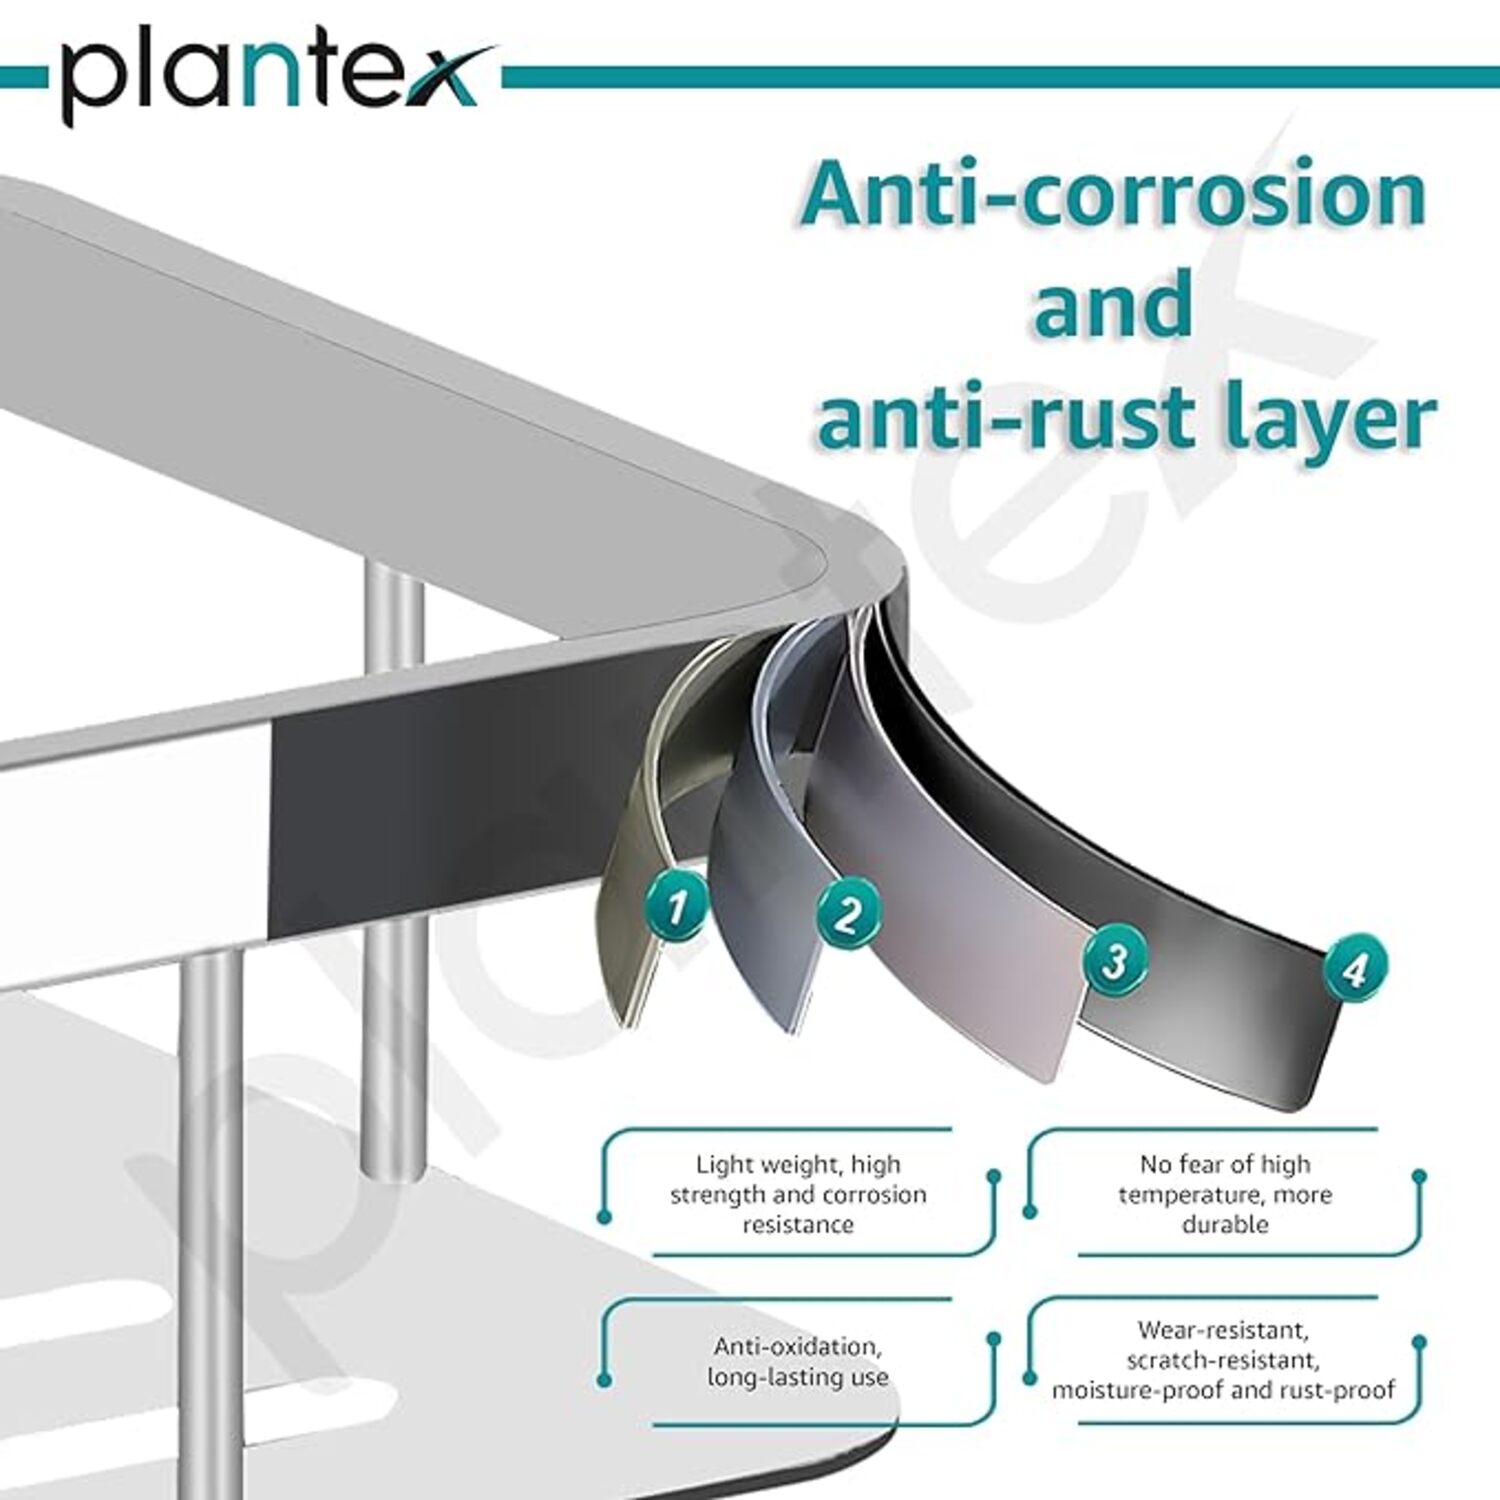 plantex
Anti-corrosion
and
anti-rust layer
1
2
3
4
Light weight, high
strength and corrosion
resistance
No fear of high
temperature, more
durable
Anti-oxidation,
long-lasting use
Wear-resistant,
scratch-resistant,
moisture-proof and rust-proof
plantex